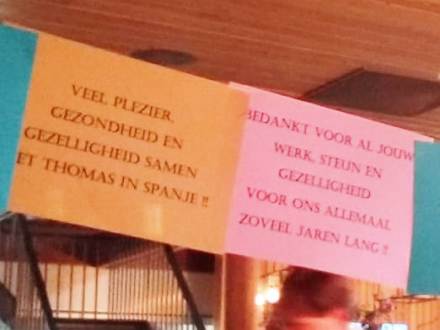 VEEL PLEZIER,
GEZONDHEID EN
GEZELLIGHEID SAMEN
ET THOMAS IN SPANJE !!
BEDANKT VOOR AL JOUW
WERK, STEUN EN
GEZELLIGHEID
VOOR ONS ALLEMAAL
ZOVEEL JAREN LANG !!